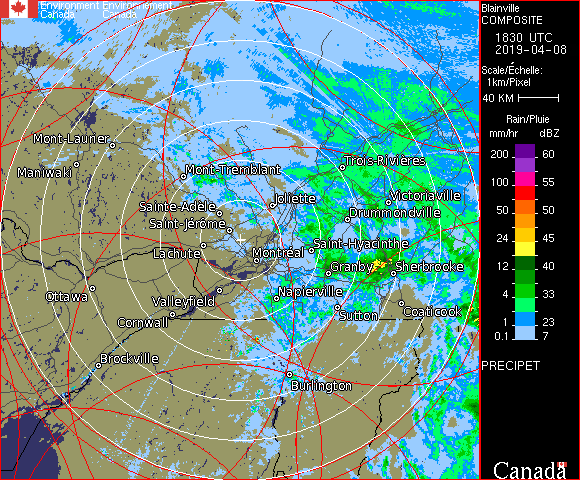 Environment Environnement
Canada Canada
Blainville
COMPOSITE
1830 UTC
2019-04-08
Scale/Échelle:
1km/Pixel
40 KM
Rain/Pluie
mm/hr dBZ
200 60
100 55
50 50
24 45
12 40
4 33
1 23
0.1 7
PRECIPET
Mont-Laurier
Maniwaki
Mont-Tremblant
Trois-Rivières
Sainte-Adèle
Joliette
Victoriaville
Saint-Jérôme
Drummondville
Lachute
Montréal
Saint-Hyacinthe
Granby
Sherbrooke
Ottawa
Valleyfield
Napierville
Cornwall
Sutton
Coaticook
Brockville
Burlington
Canada